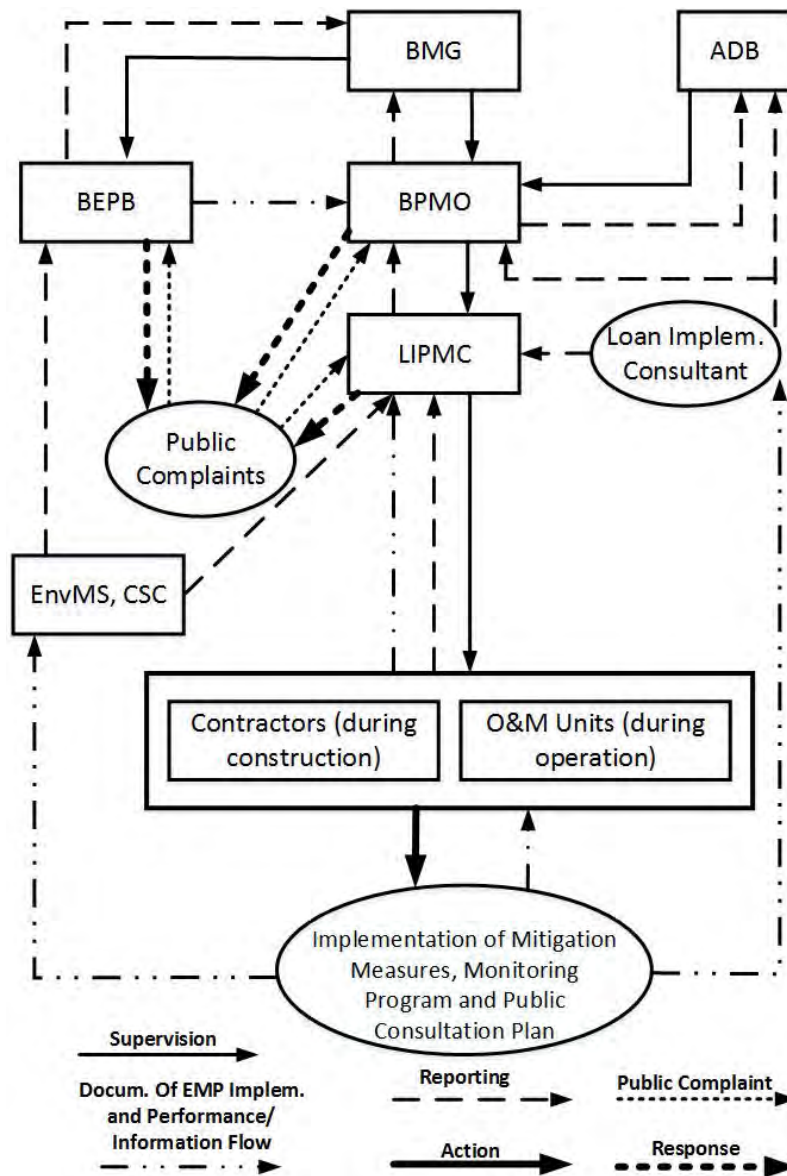 BMG
ADB
BEPB
BPMO
LIPMC
Loan Implem.
Consultant
Public
Complaints
EnvMS, CSC
Contractors (during
construction)
O&M Units (during
operation)
Implementation of Mitigation
Measures, Monitoring
Program and Public
Consultation Plan
Supervision
Reporting
Public Complaint
Docum. Of EMP Implem.
and Performance/
Information Flow
Action
Response